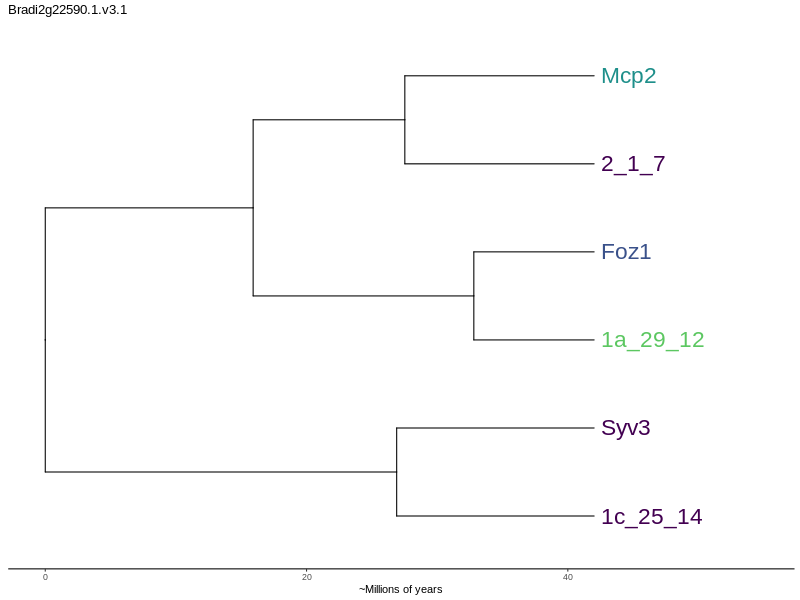 Bradi2g22590.1.v3.1
Mcp2
2_1_7
Foz1
1a_29_12
Syv3
1c_25_14
0 20 40
~Millions of years